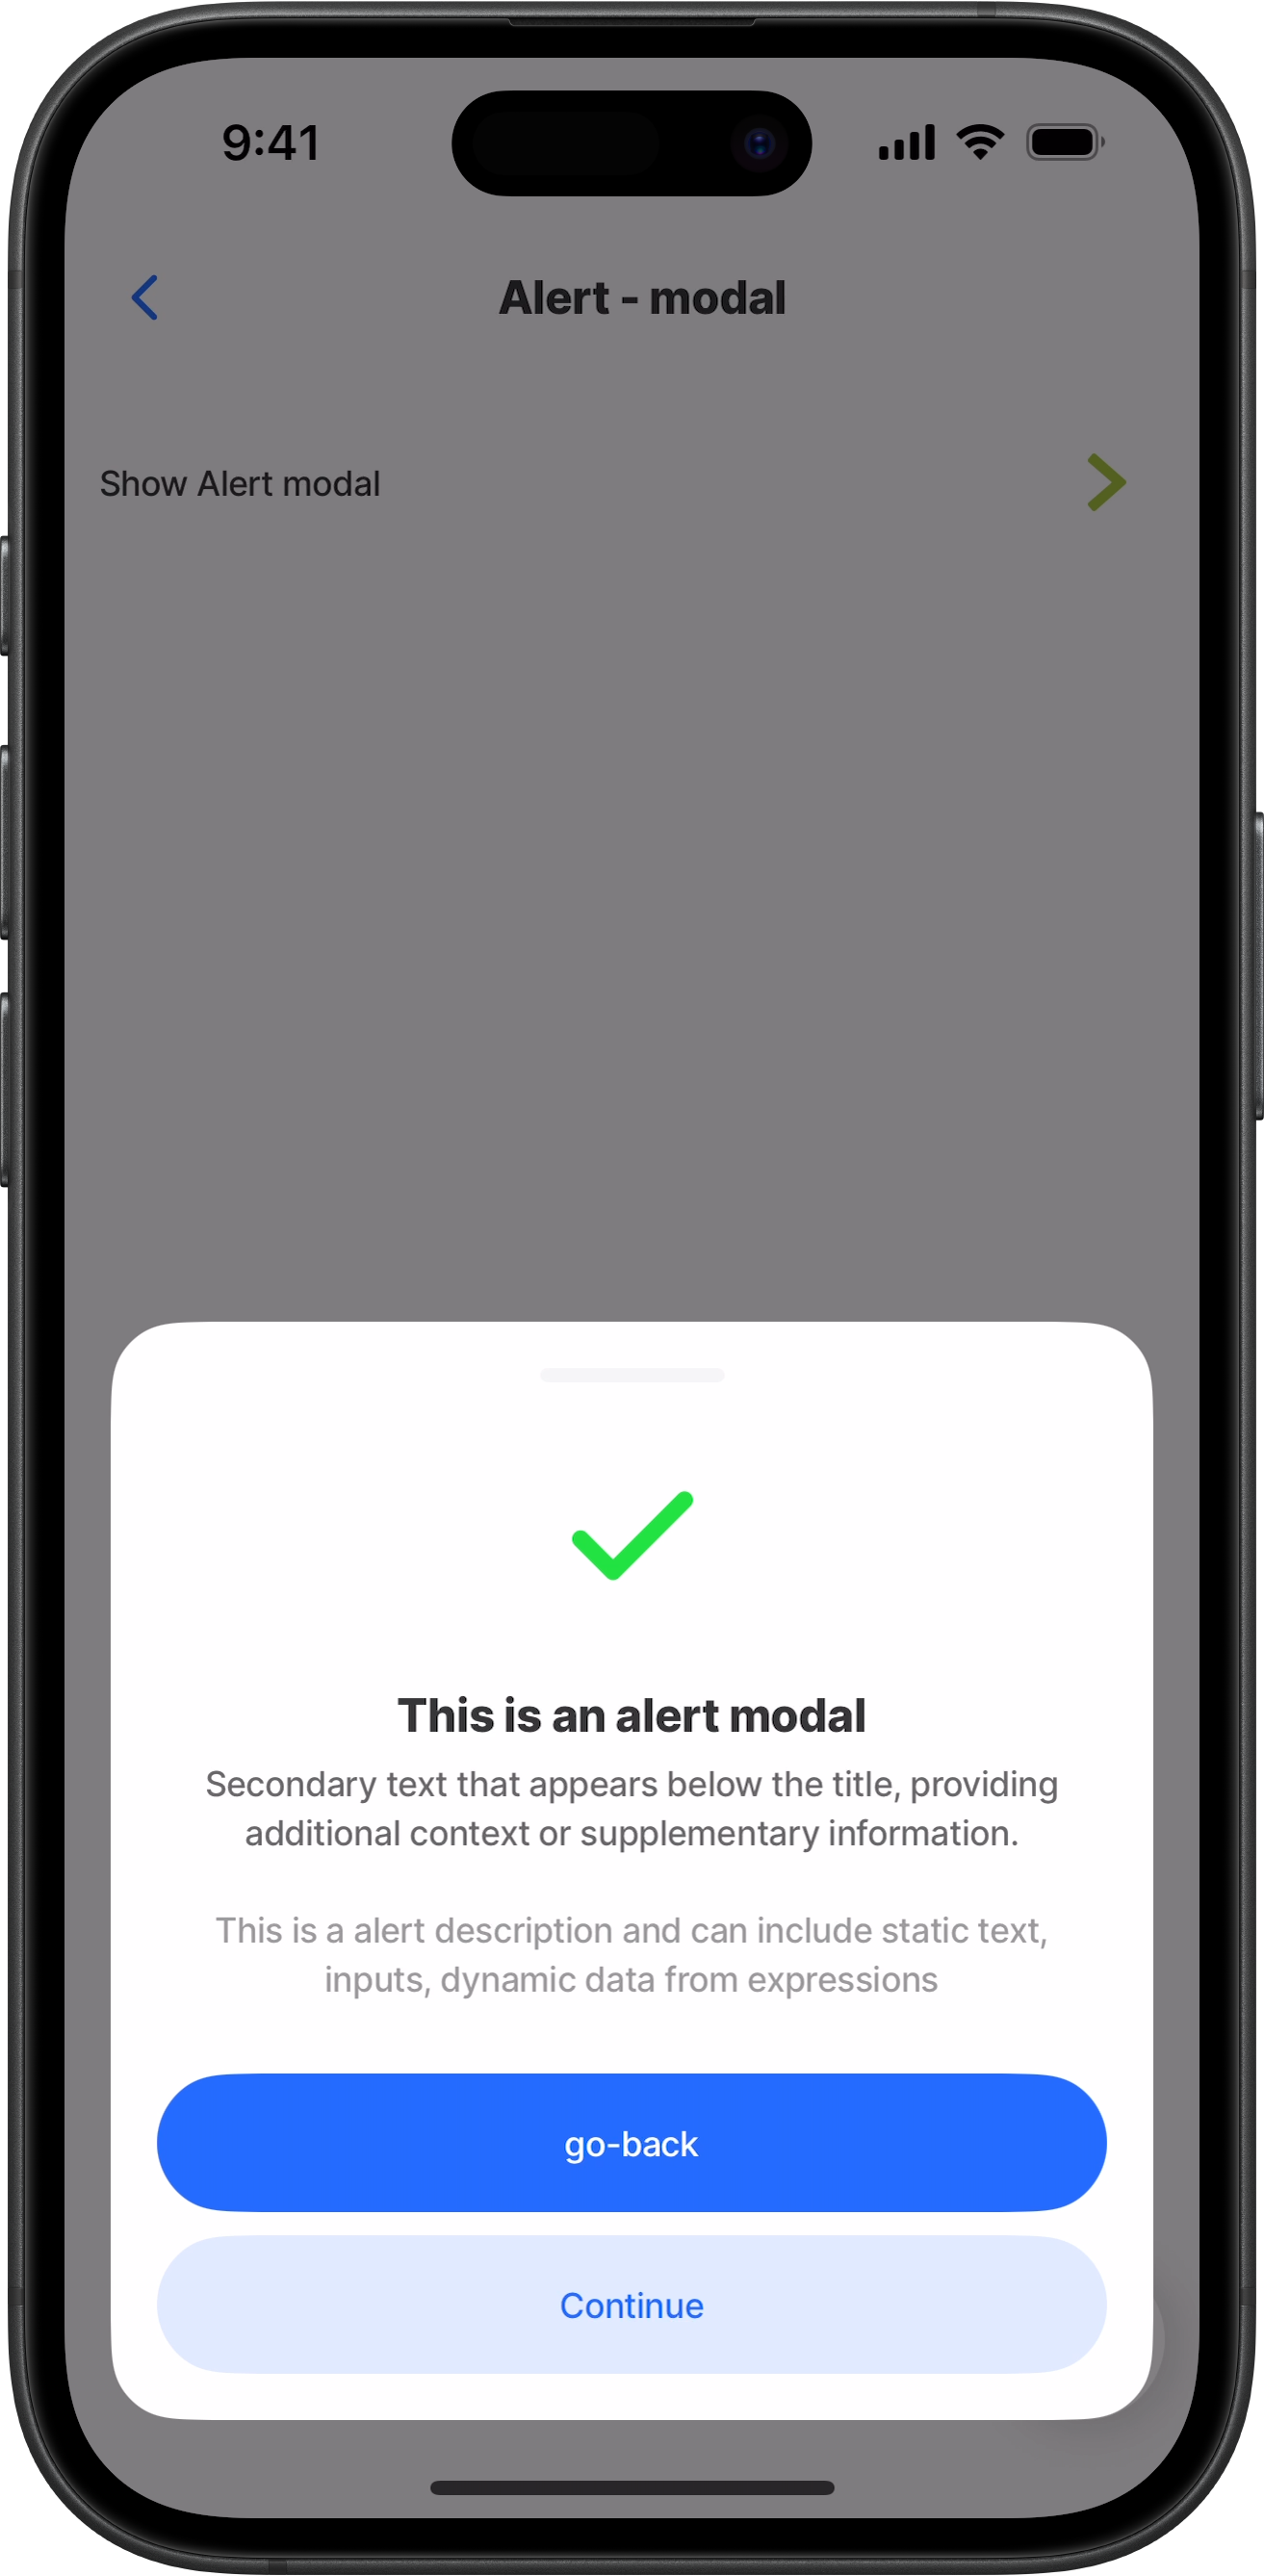 9:41
Alert - modal
Show Alert modal
This is an alert modal
Secondary text that appears below the title, providing
additional context or supplementary information.
This is a alert description and can include static text,
inputs, dynamic data from expressions
go-back
Continue